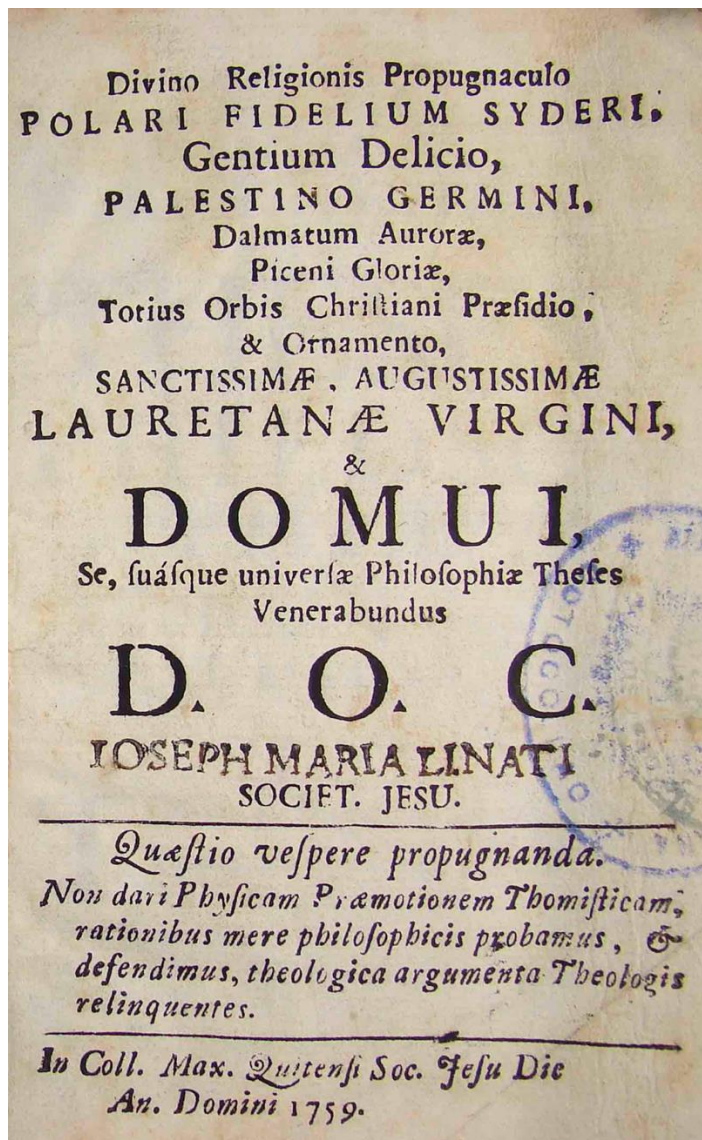 Divino Religionis Propugnaculo
POLARI FIDELIUM SYDERI,
Gentium Delicio,
PALESTINO GERMINI,
Dalmatum Auroræ,
Piceni Gloriæ,
Totius Orbis Chriſtiani Præſidio,
& Ornamento,
SANCTISSIMÆ, AUGUSTISSIMÆ
LAURETANÆ VIRGINI,
&
DOMUI,
Se, ſuáſque univerſæ Philoſophiæ Theſes
Venerabundus
D. O. C.
IOSEPH MARIA LINATI
SOCIET. JESU.
Quæſtio veſpere propugnanda.
Non dari Phyſicam Præmotionem Thomiſticam,
rationibus mere philoſophicis probamus, &
defendimus, theologica argumenta Theologis
relinquentes.
In Coll. Max. Quitenſi Soc. Jeſu Die
An. Domini 1759.